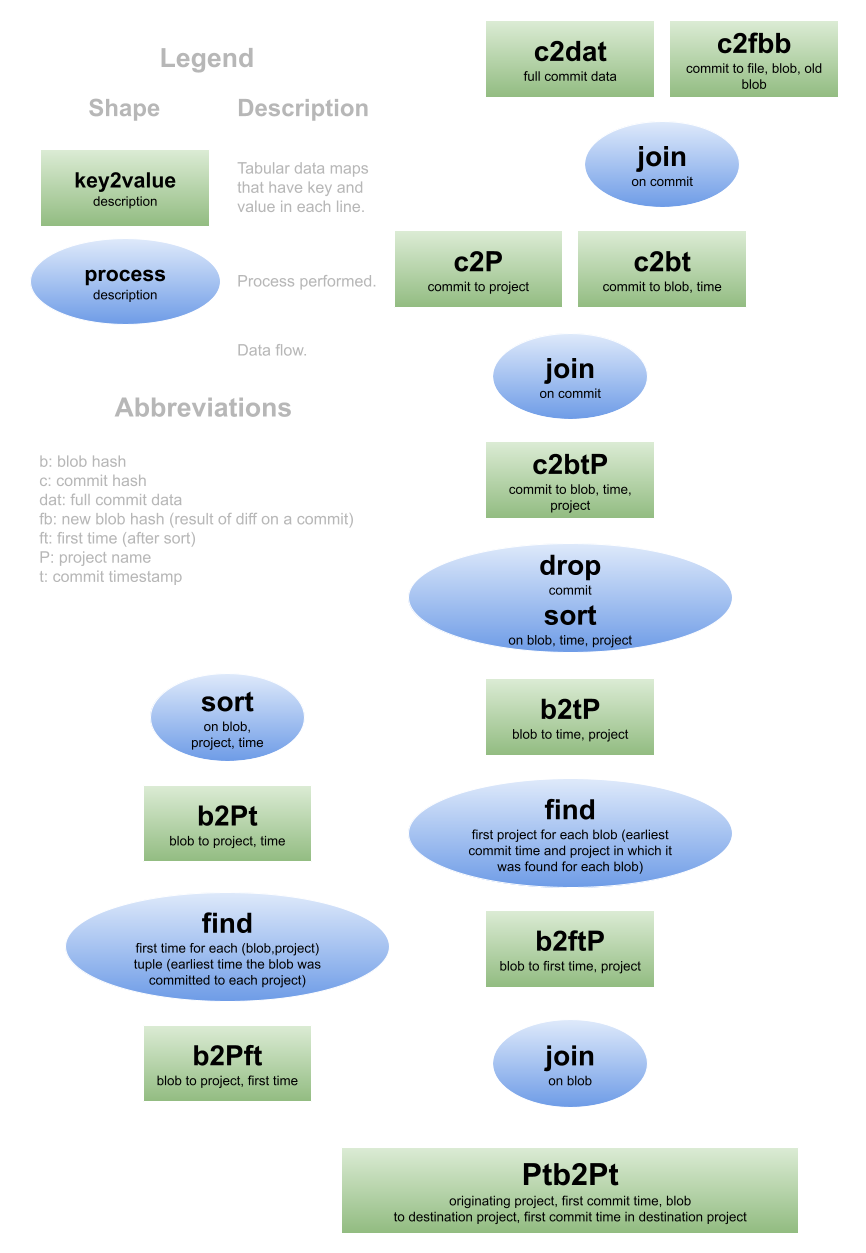 Legend
Shape
Description
key2value
description
Tabular data maps
that have key and
value in each line.
process
description
Process performed.
Data flow.
Abbreviations
b: blob hash
c: commit hash
dat: full commit data
fb: new blob hash (result of diff on a commit)
ft: first time (after sort)
P: project name
t: commit timestamp
c2dat
full commit data
c2fbb
commit to file, blob, old
blob
join
on commit
c2P
commit to project
c2bt
commit to blob, time
join
on commit
c2btP
commit to blob, time,
project
drop
commit
sort
on blob, time, project
b2tP
blob to time, project
sort
on blob,
project, time
b2Pt
blob to project, time
find
first time for each (blob,project)
tuple (earliest time the blob was
committed to each project)
b2Pft
blob to project, first time
find
first project for each blob (earliest
commit time and project in which it
was found for each blob)
b2ftP
blob to first time, project
join
on blob
Ptb2Pt
originating project, first commit time, blob
to destination project, first commit time in destination project